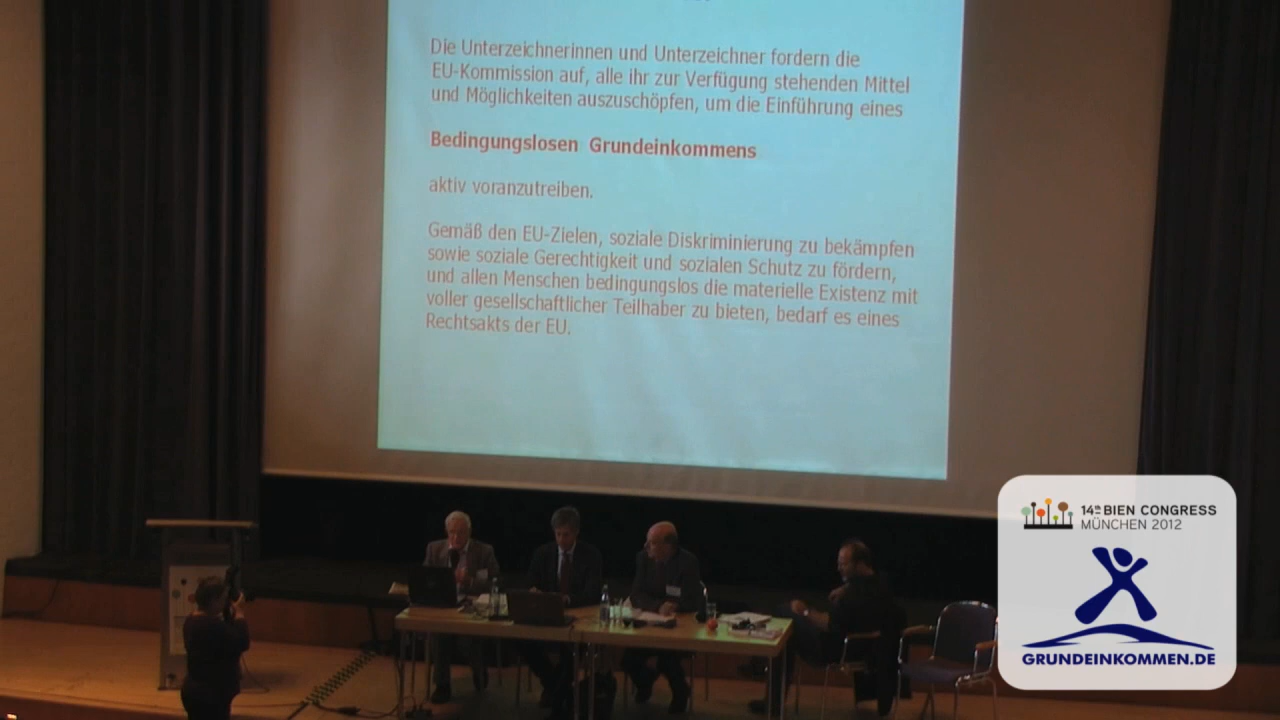 Die Unterzeichnerinnen und Unterzeichner fordern die
EU-Kommission auf, alle ihr zur Verfügung stehenden Mittel
und Möglichkeiten auszuschöpfen, um die Einführung eines
Bedingungslosen Grundeinkommens
aktiv voranzutreiben.
Gemäß den EU-Zielen, soziale Diskriminierung zu bekämpfen
sowie soziale Gerechtigkeit und sozialen Schutz zu fördern,
und allen Menschen bedingungslos die materielle Existenz mit
voller gesellschaftlicher Teilhaber zu bieten, bedarf es eines
Rechtsakts der EU.
14th BIEN CONGRESS
MÜNCHEN 2012
GRUNDEINKOMMEN.DE